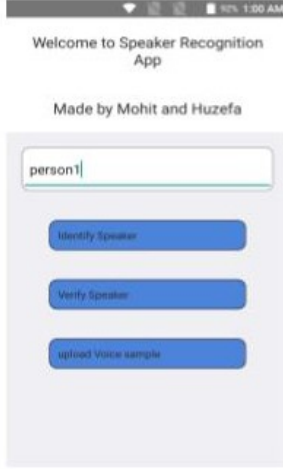 92% 1:00 AM
Welcome to Speaker Recognition
App
Made by Mohit and Huzefa
person1
Identify Speaker
Verify Speaker
upload Voice sample